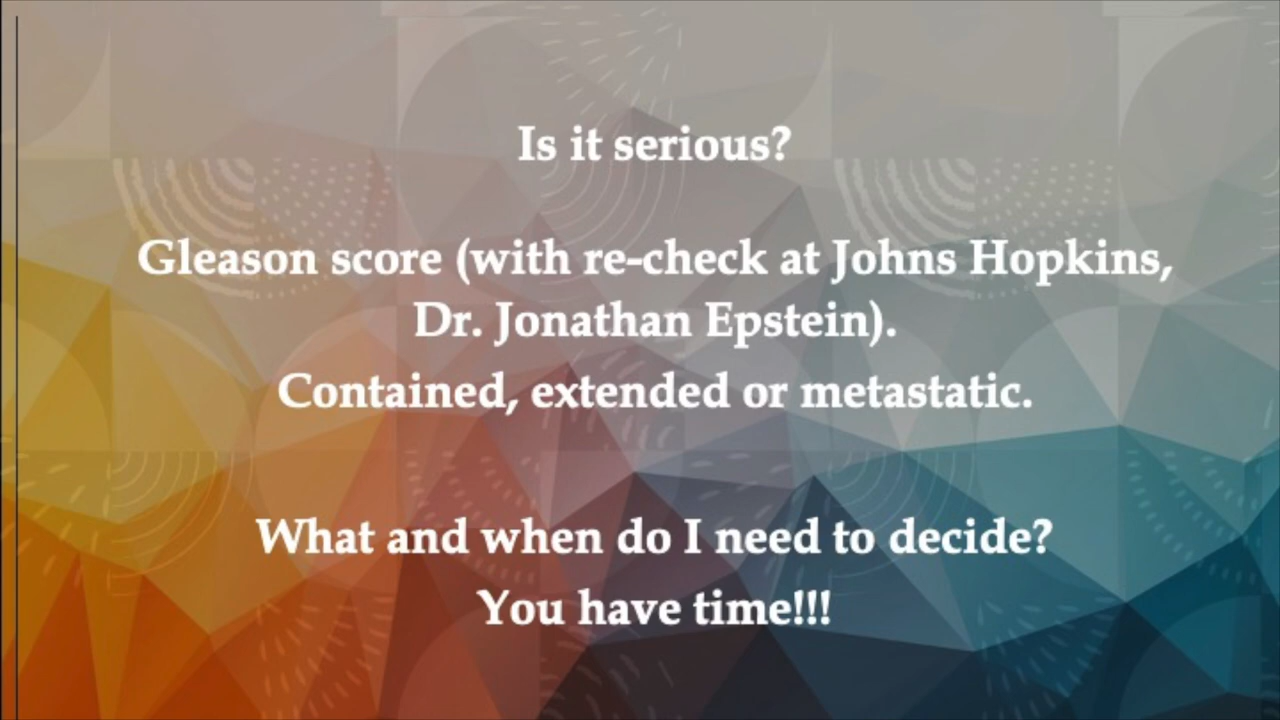 Is it serious?
Gleason score (with re-check at Johns Hopkins,
Dr. Jonathan Epstein).
Contained, extended or metastatic.
What and when do I need to decide?
You have time!!!